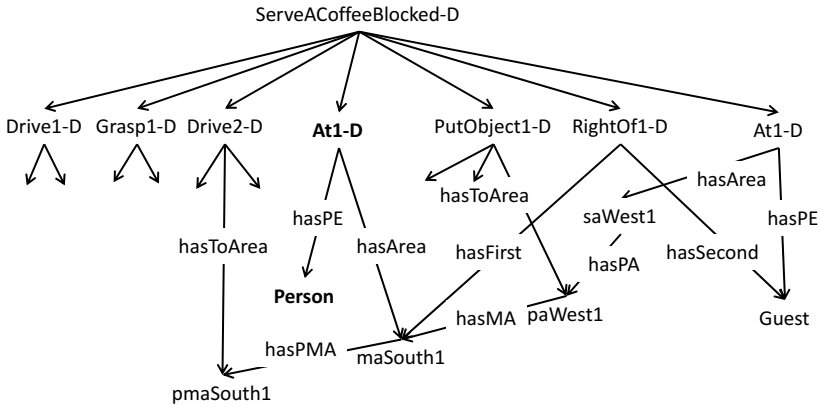 ServeACoffeeBlocked-D
Drive1-D Grasp1-D Drive2-D At1-D PutObject1-D RightOf1-D At1-D
hasArea
hasToArea
saWest1
hasPE hasPE
hasToArea hasArea hasFirst hasSecond
hasPA
Person
hasMA paWest1 Guest
hasPMA maSouth1
pmaSouth1